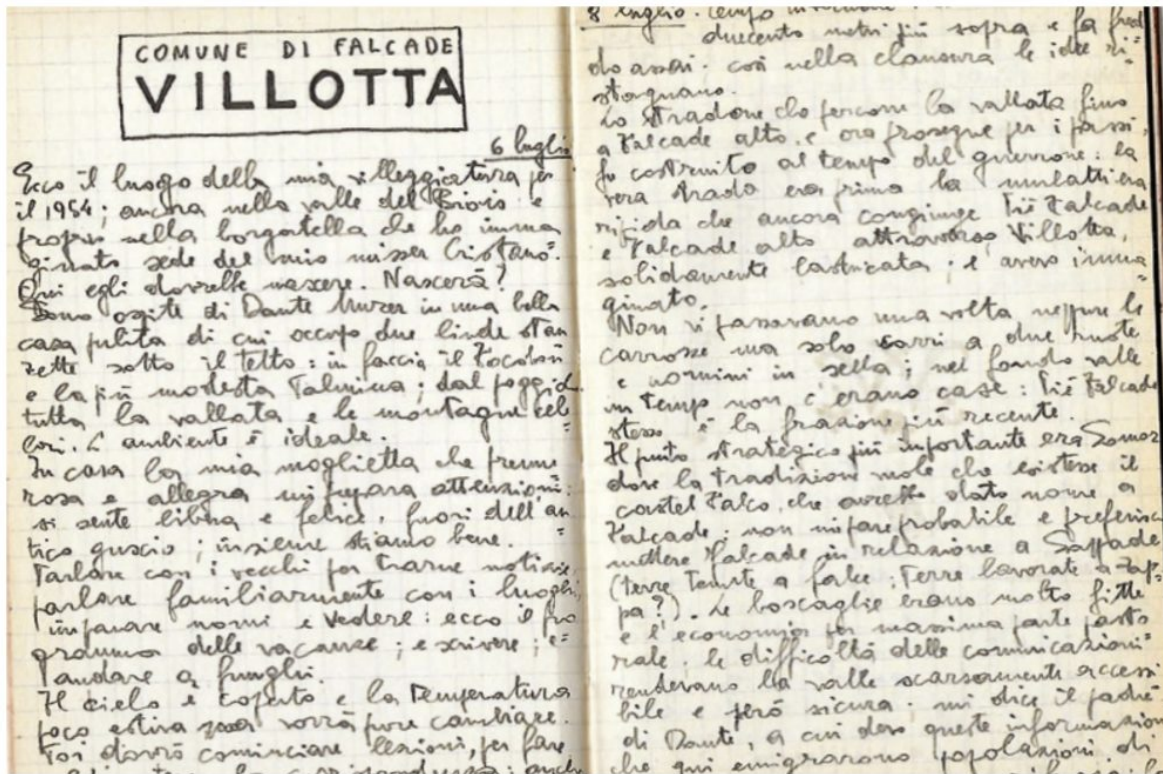 COMUNE DI FALCADE
VILLOTTA
6 luglio
Ecco il luogo della mia villeggiatura per
il 1954; ancora nella valle del Biois e
proprio nella borgatella che ho imma
ginato sede del mio misser Cristano.
Qui egli dovrebbe nascere. Nascerà?
Sono ospite di Dante Murer in una bella
casa pulita di cui occupo due linde stan
zette sotto il tetto: in faccia il Focobon
e la più modesta Palmina; dal poggiol
tutta la vallata e le montagne cele
bri. L'ambiente è ideale.
In casa la mia moglietta che freme
rosa e allegra mi prepara attenzioni:
si sente libera e felice, fuori dell'an
tico guscio; insieme stiamo bene.
Parlare con i vecchi per trarne notizie,
parlare familiarmente con i luoghi,
imparare nomi e vedere: ecco il pro
gramma delle vacanze; e scrivere; e
andare a funghi.
Il cielo è coperto e la temperatura
poco estiva vorrà pure cambiare.
Poi dovrò cominciare lezioni, per fare
8 luglio. tempo
duecento metri più sopra e fa fred
do assai. così nella clausura le idee ri=
stagnano.
Lo stradone che percorre la vallata fino
a Falcade alto, e ora prosegue per i passi,
fu costruito al tempo del guerrone: la
vera strada era prima la mulattiera
ripida che ancora congiunge Piè Falcade
e Falcade alto attraverso Villotta,
solidamente lastricata; l'avevo imma=
ginato.
Non vi passavano una volta neppure le
carrozze ma solo carri a due ruote
e uomini in sella; nel fondo valle
un tempo non c'erano case: Piè Falcade
stesso è la frazione più recente.
Il punto strategico più importante era Somor
dove la tradizione vuole che esistesse il
castel Falco, che avrebbe dato nome a
Falcade; non mi pare probabile e preferisco
mettere Falcade in relazione a Sappade
(terre tenute a falce; terre lavorate a zap=
pa?). Le boscaglie erano molto fitte
e l'economia per massima parte pasto
rale; le difficoltà delle comunicazioni
rendevano la valle scarsamente accessi
bile e però sicura. mi dice il padre
di Dante, a cui devo queste informazioni
che qui emigrarono popolazioni di